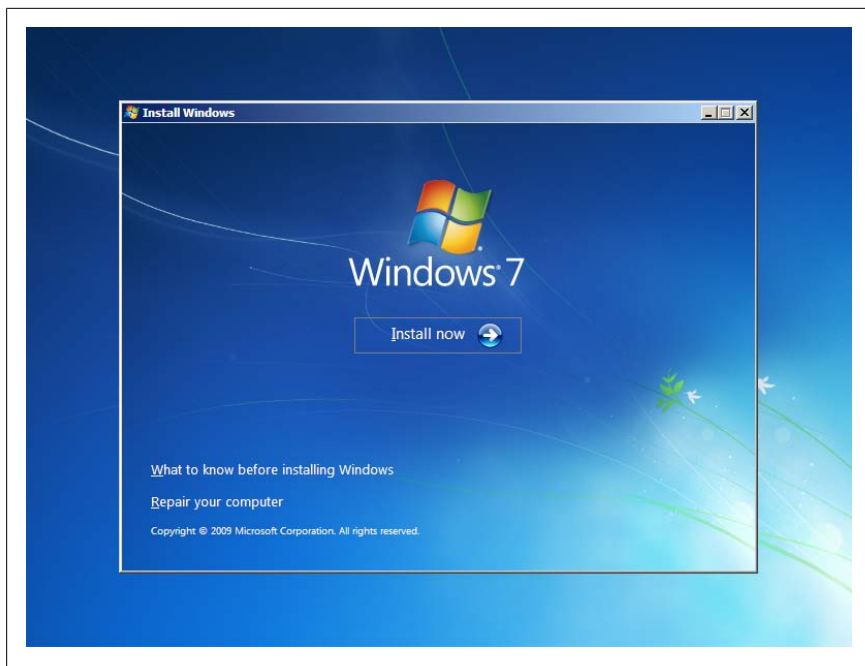 Install Windows
Windows® 7
Install now
What to know before installing Windows
Repair your computer
Copyright © 2009 Microsoft Corporation. All rights reserved.